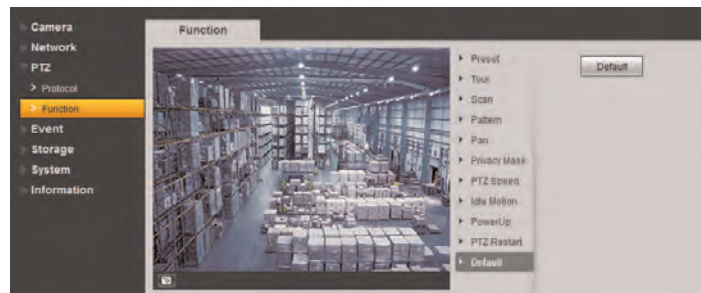 Camera
Network
PTZ
Protocol
Function
Event
Storage
System
Information
Function
Preset
Tour
Scan
Pattern
Pan
Privacy Mask
PTZ Speed
Idle Motion
PowerUp
PTZ Restart
Default
Default